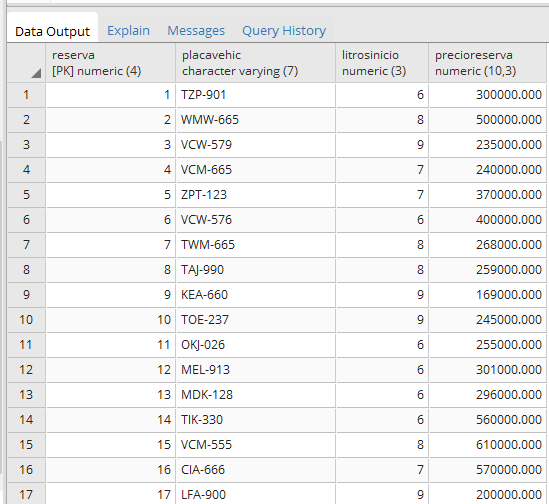 Data Output Explain Messages Query History
reserva placavehic litrosinicio precioreserva
[PK] numeric (4) character varying (7) numeric (3) numeric (10,3)
1 1 TZP-901 6 300000.000
2 2 WMW-665 8 500000.000
3 3 VCW-579 9 235000.000
4 4 VCM-665 7 240000.000
5 5 ZPT-123 7 370000.000
6 6 VCW-576 6 400000.000
7 7 TWM-665 8 268000.000
8 8 TAJ-990 8 259000.000
9 9 KEA-660 9 169000.000
10 10 TOE-237 9 245000.000
11 11 OKJ-026 6 255000.000
12 12 MEL-913 6 301000.000
13 13 MDK-128 6 296000.000
14 14 TIK-330 6 560000.000
15 15 VCM-555 8 610000.000
16 16 CIA-666 7 570000.000
17 17 LFA-900 9 200000.000